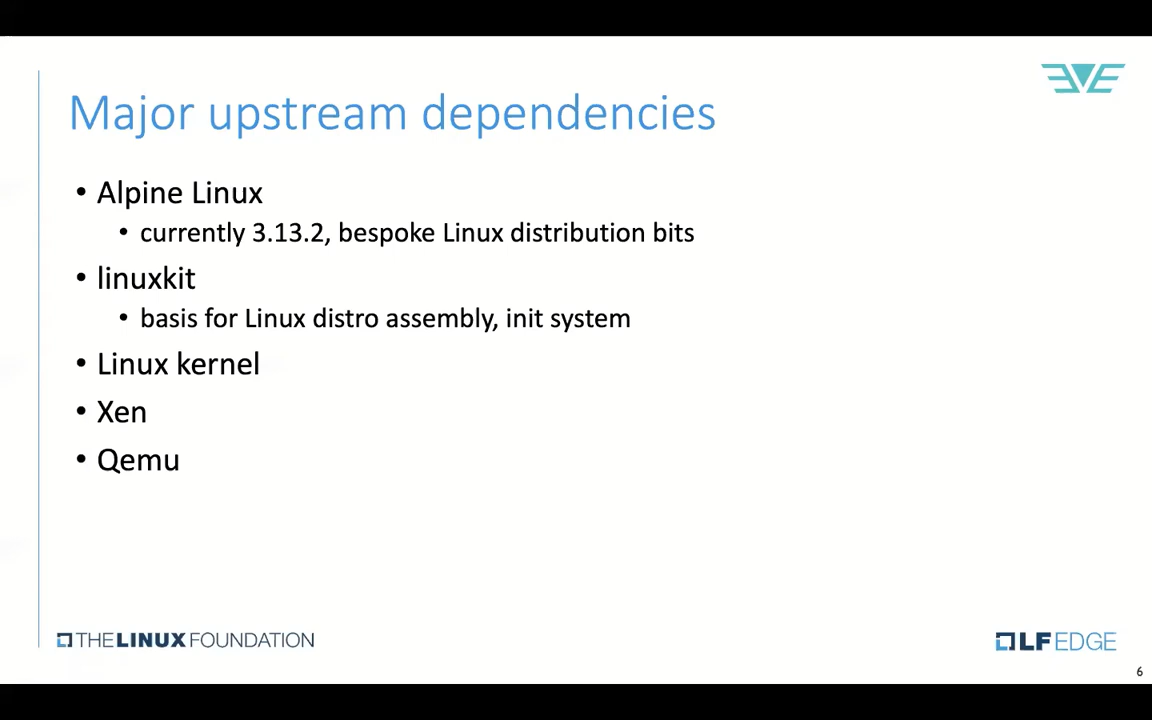 EVE
Major upstream dependencies
• Alpine Linux
• currently 3.13.2, bespoke Linux distribution bits
• linuxkit
• basis for Linux distro assembly, init system
• Linux kernel
• Xen
• Qemu
THE LINUX FOUNDATION
LF EDGE
6